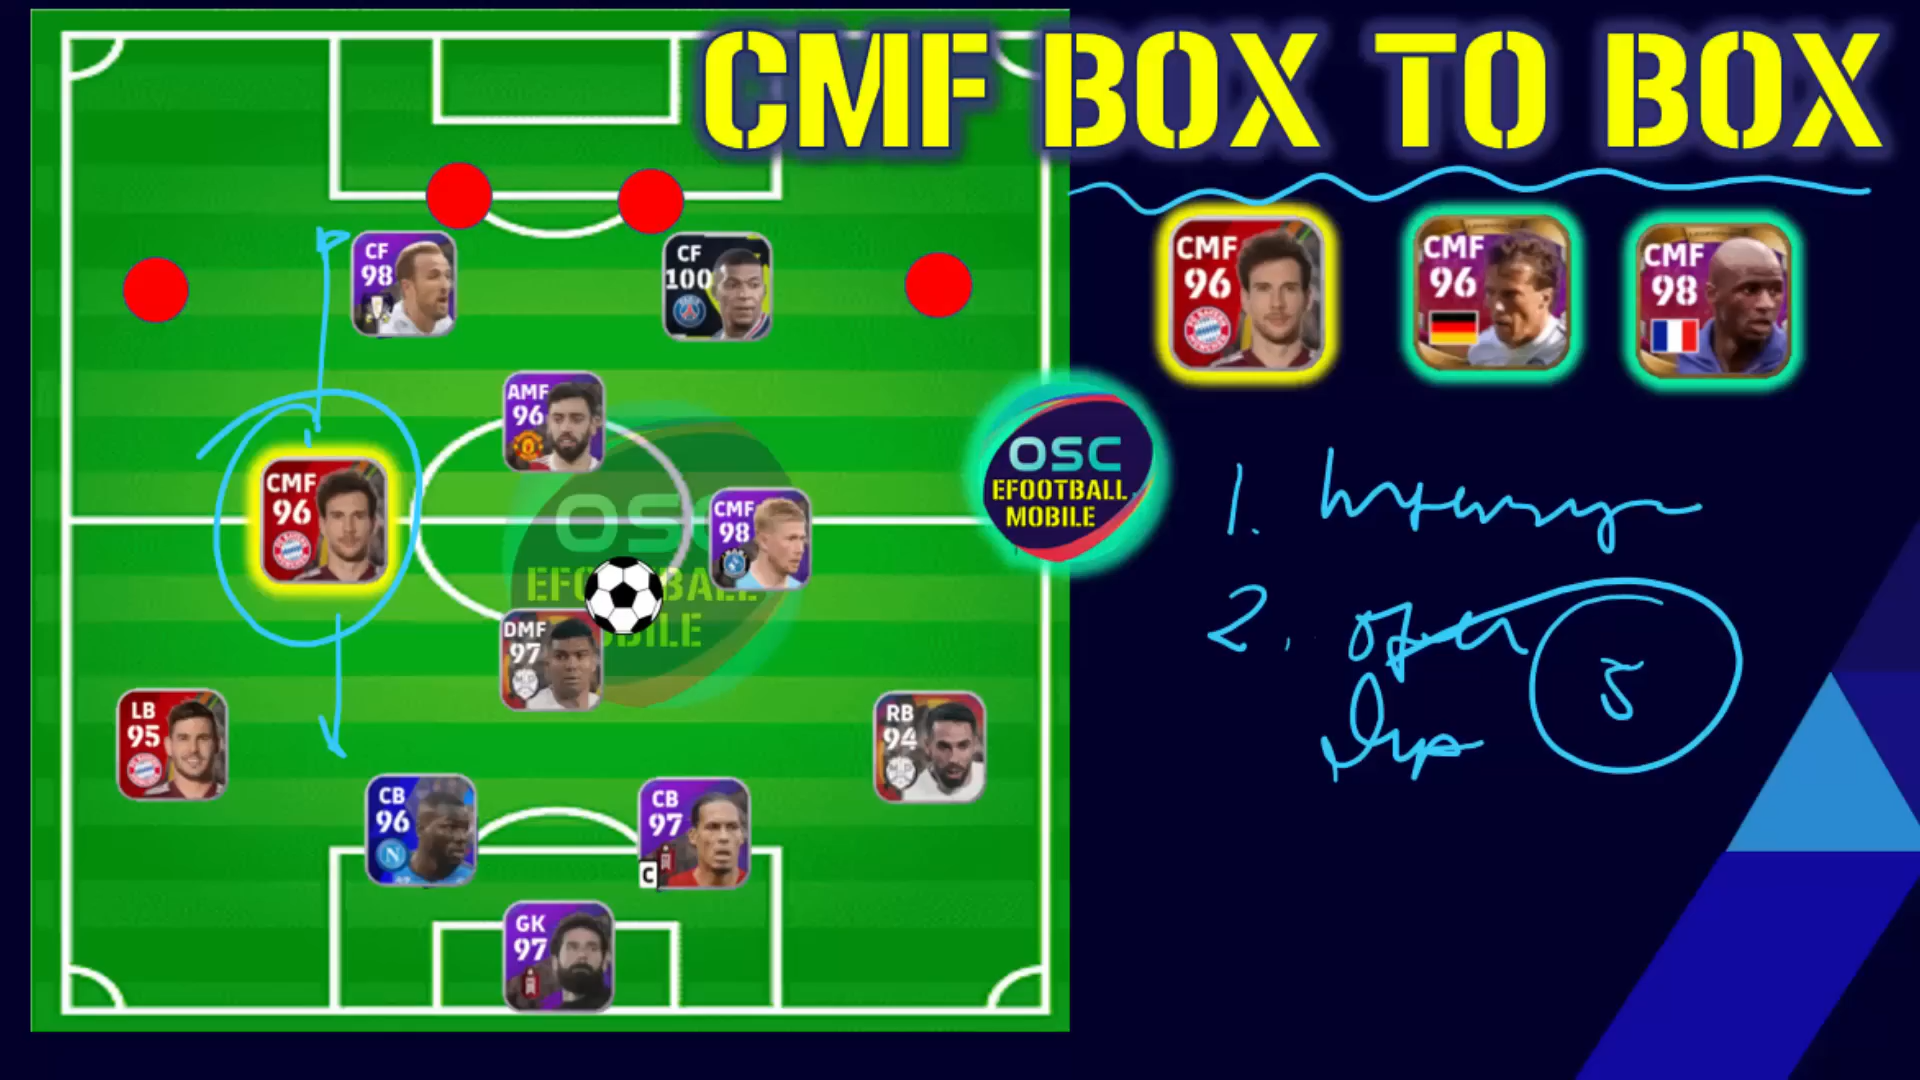 CMF BOX TO BOX
CMF
96
CMF
96
CMF
98
CF
98
CF
100
AMF
96
CMF
96
CMF
98
DMF
97
LB
95
RB
94
CB
96
CB
97
C
GK
97
OSC
EFOOTBALL
MOBILE
1.
2.
5